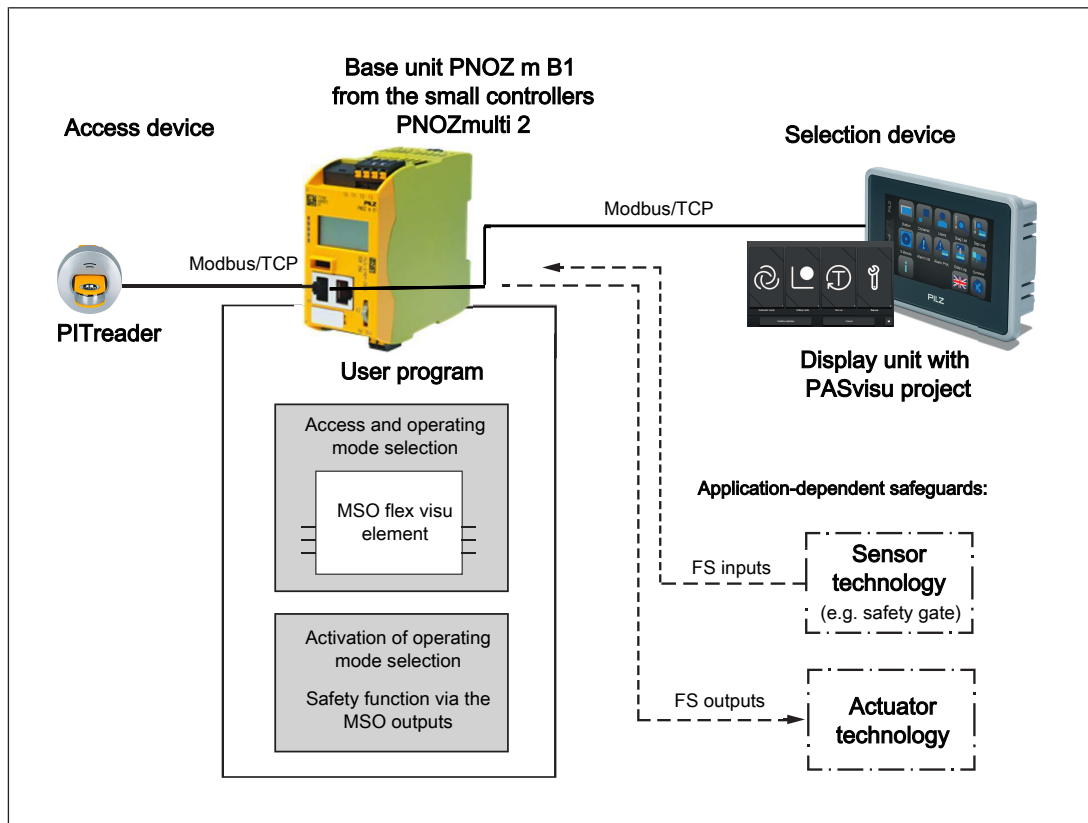 Base unit PNOZ m B1
from the small controllers
PNOZmulti 2
Access device
Selection device
PILZ
Modbus/TCP
Modbus/TCP
PILZ
PITreader
User program
Display unit with
PASvisu project
Access and operating
mode selection
MSO flex visu
element
Application-dependent safeguards:
FS inputs
Sensor
technology
(e.g. safety gate)
Activation of operating
mode selection
Safety function via the
MSO outputs
FS outputs
Actuator
technology